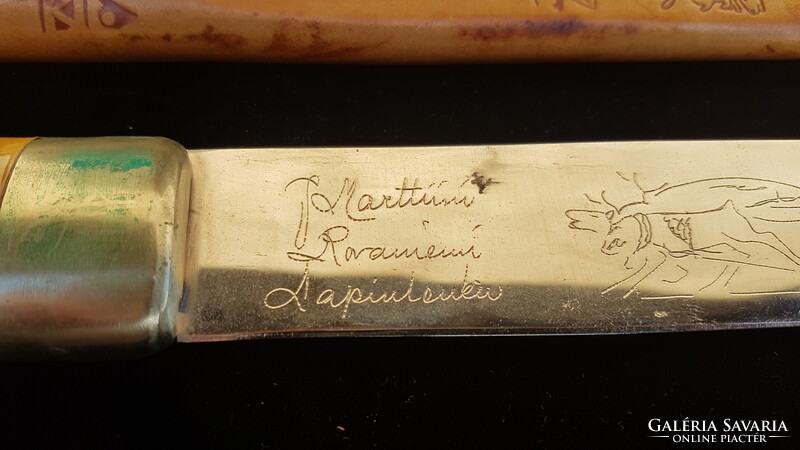 J Marttiini
Rovaniemi
Lapinleuku
GALÉRIA SAVARIA
ONLINE PIACTÉR